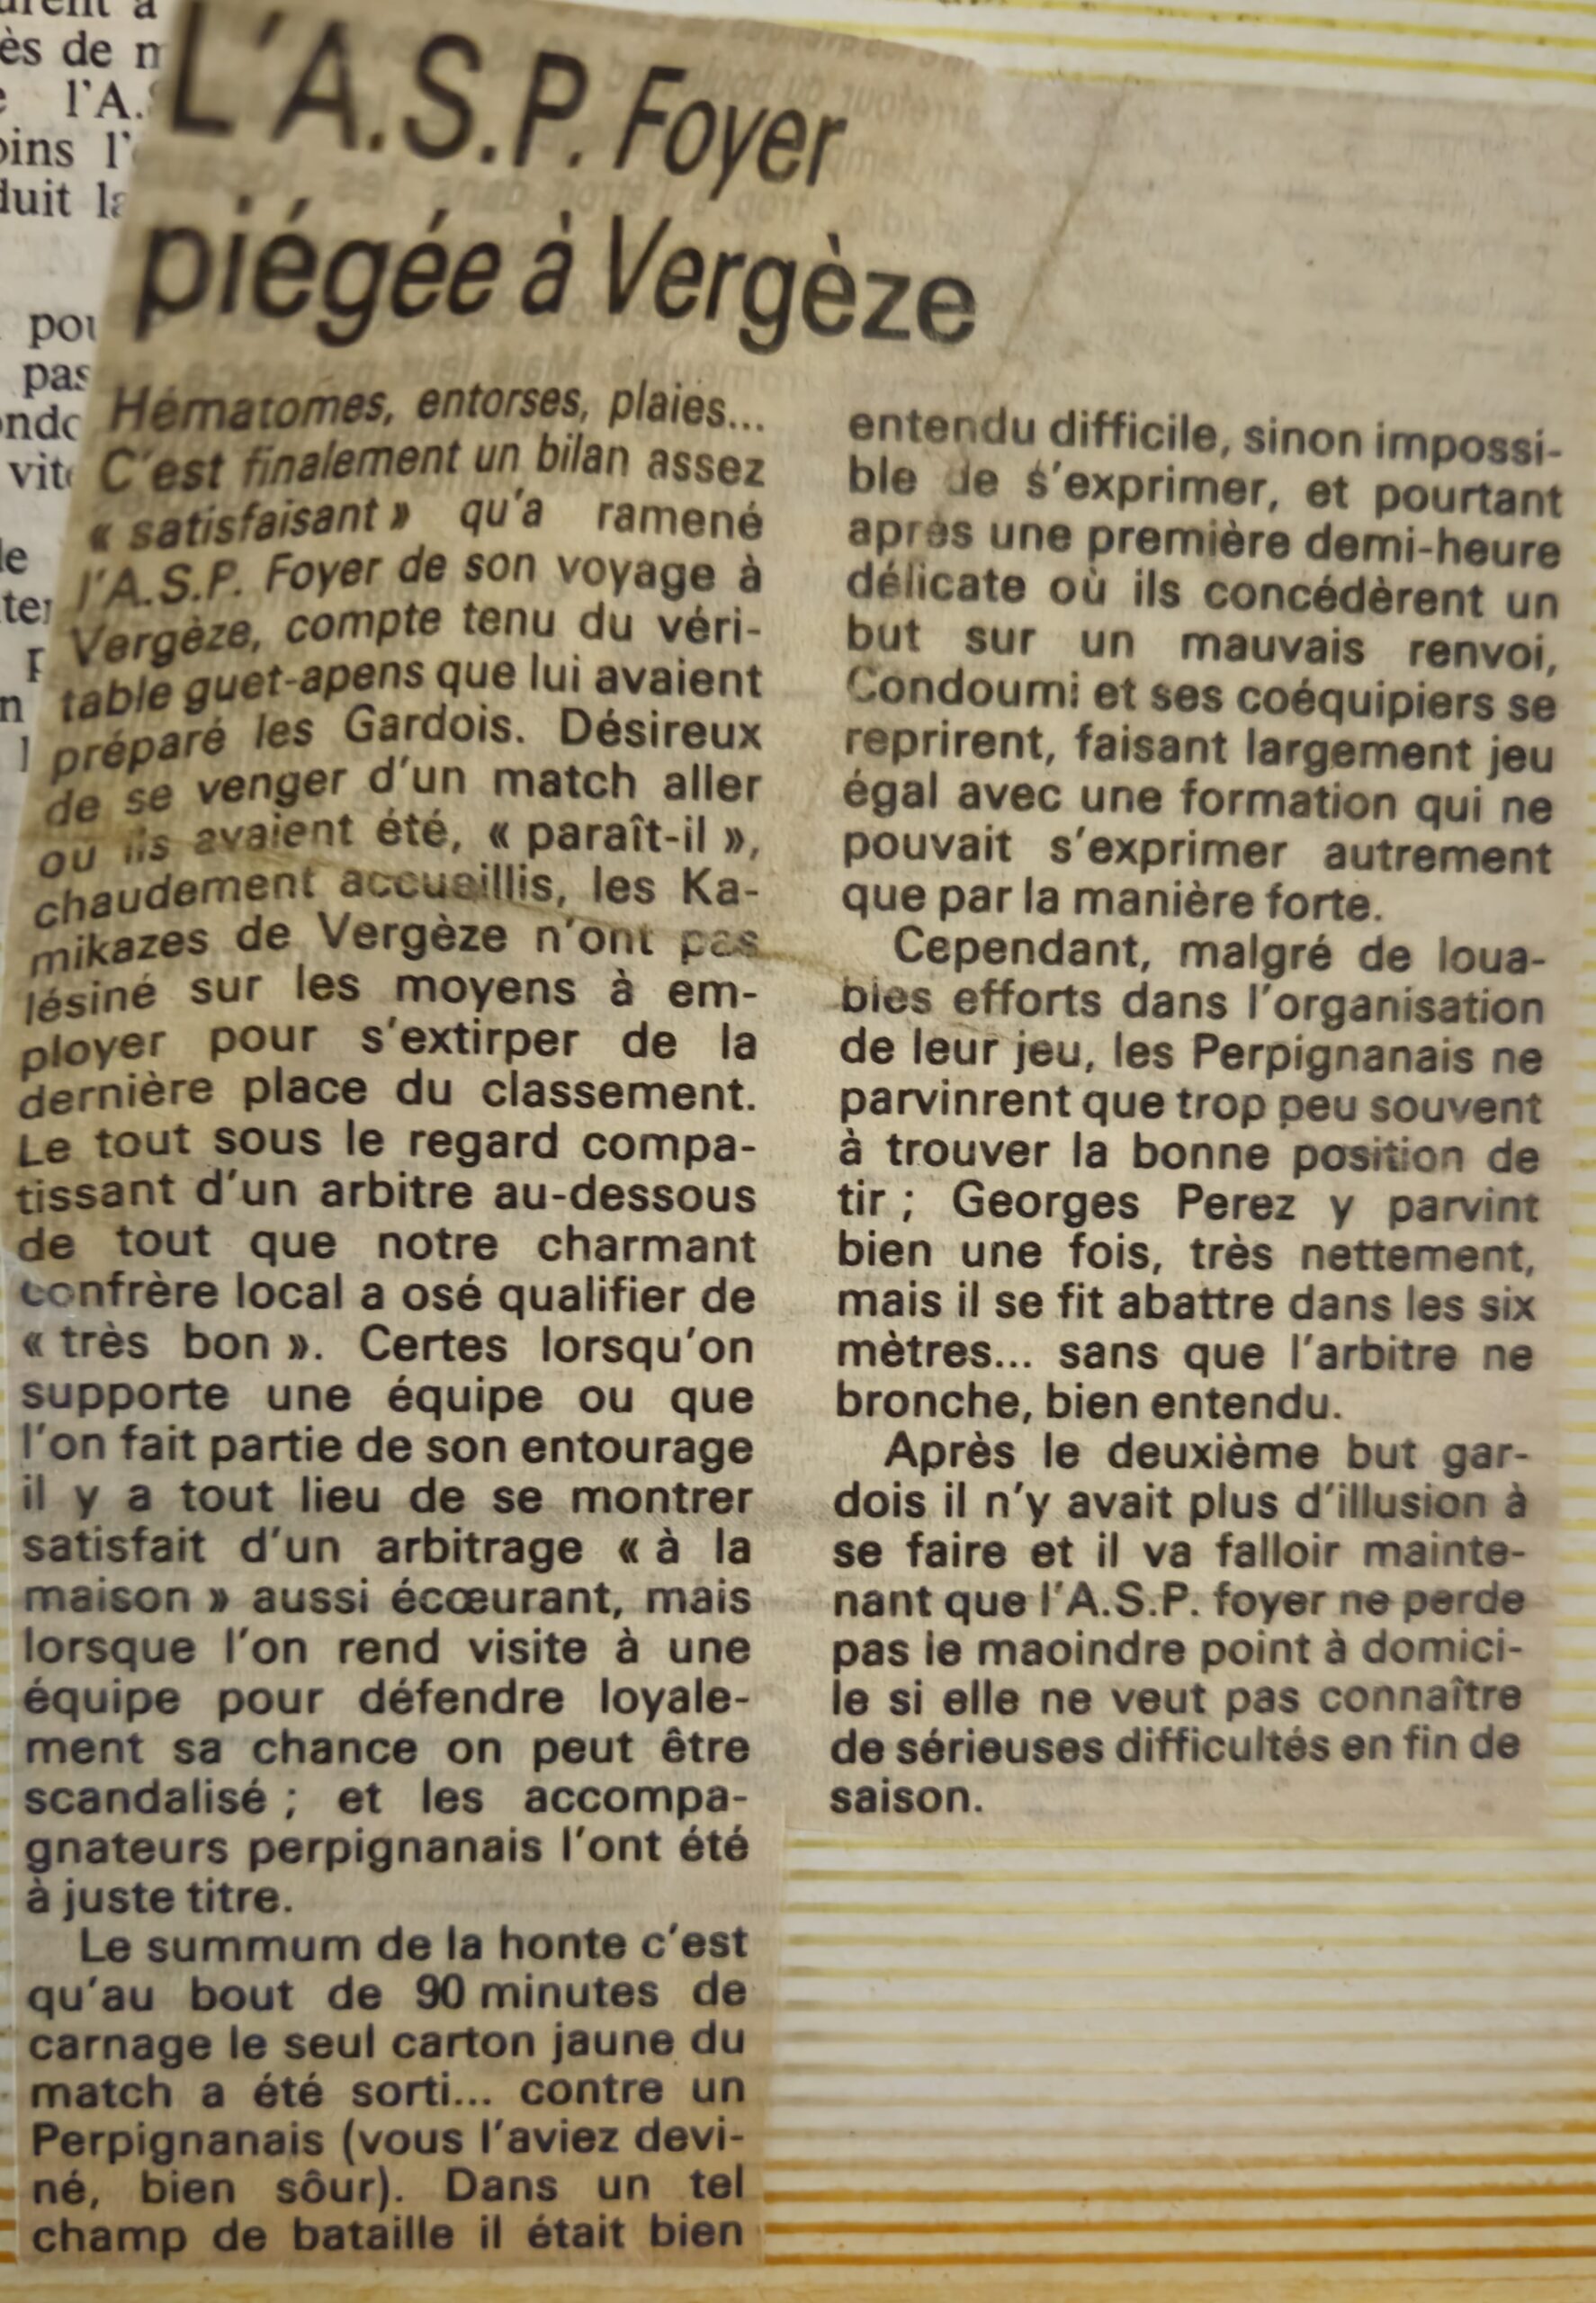 urent a
ès de n
l'A.
oins l'
duit la
pou
pas
ondo
vite
le
ter
p
n
l
L'A.S.P. Foyer
piégée à Vergèze
Hématomes, entorses, plaies...
C'est finalement un bilan assez
« satisfaisant » qu'a ramené
l'A.S.P. Foyer de son voyage à
Vergèze, compte tenu du véri-
table guet-apens que lui avaient
préparé les Gardois. Désireux
de se venger d'un match aller
ou ils avaient été, « paraît-il »,
chaudement accueillis, les Ka-
mikazes de Vergèze n'ont pas
lésiné sur les moyens à em-
ployer pour s'extirper de la
dernière place du classement.
Le tout sous le regard compa-
tissant d'un arbitre au-dessous
de tout que notre charmant
confrère local a osé qualifier de
« très bon ». Certes lorsqu'on
supporte une équipe ou que
l'on fait partie de son entourage
il y a tout lieu de se montrer
satisfait d'un arbitrage « à la
maison » aussi écœurant, mais
lorsque l'on rend visite à une
équipe pour défendre loyale-
ment sa chance on peut être
scandalisé ; et les accompa-
gnateurs perpignanais l'ont été
à juste titre.
Le summum de la honte c'est
qu'au bout de 90 minutes de
carnage le seul carton jaune du
match a été sorti... contre un
Perpignanais (vous l'aviez devi-
né, bien sôur). Dans un tel
champ de bataille il était bien
entendu difficile, sinon impossi-
ble de s'exprimer, et pourtant
après une première demi-heure
délicate où ils concédèrent un
but sur un mauvais renvoi,
Condoumi et ses coéquipiers se
reprirent, faisant largement jeu
égal avec une formation qui ne
pouvait s'exprimer autrement
que par la manière forte.
Cependant, malgré de loua-
bles efforts dans l'organisation
de leur jeu, les Perpignanais ne
parvinrent que trop peu souvent
à trouver la bonne position de
tir ; Georges Perez y parvint
bien une fois, très nettement,
mais il se fit abattre dans les six
mètres... sans que l'arbitre ne
bronche, bien entendu.
Après le deuxième but gar-
dois il n'y avait plus d'illusion à
se faire et il va falloir mainte-
nant que l'A.S.P. foyer ne perde
pas le maoindre point à domici-
le si elle ne veut pas connaître
de sérieuses difficultés en fin de
saison.